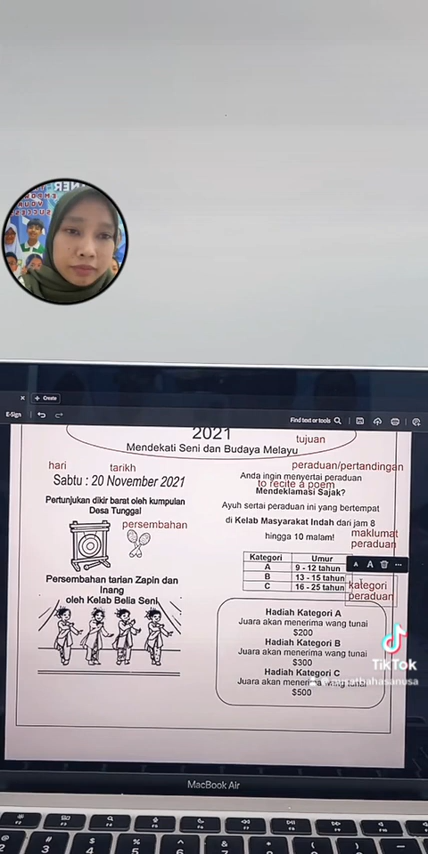 Create
E-Sign
Find text or tools
2021
tujuan
Mendekati Seni dan Budaya Melayu
hari
tarikh
Sabtu : 20 November 2021
Pertunjukan dikir barat oleh kumpulan
Desa Tunggal
persembahan
Persembahan tarian Zapin dan
Inang
oleh Kelab Belia Seni
peraduan/pertandingan
Anda ingin menyertai peraduan
to recite a poem
Mendeklamasi Sajak?
Ayuh sertai peraduan ini yang bertempat
di Kelab Masyarakat Indah dari jam 8
hingga 10 malam!
maklumat
peraduan
Kategori Umur
A 9 - 12 tahun
B 13 - 15 tahun
C 16 - 25 tahun
kategori
peraduan
Hadiah Kategori A
Juara akan menerima wang tunai
$200
Hadiah Kategori B
Juara akan menerima wang tunai
$300
Hadiah Kategori C
Juara akan menerima wang tunai
$500
TikTok
MacBook Air